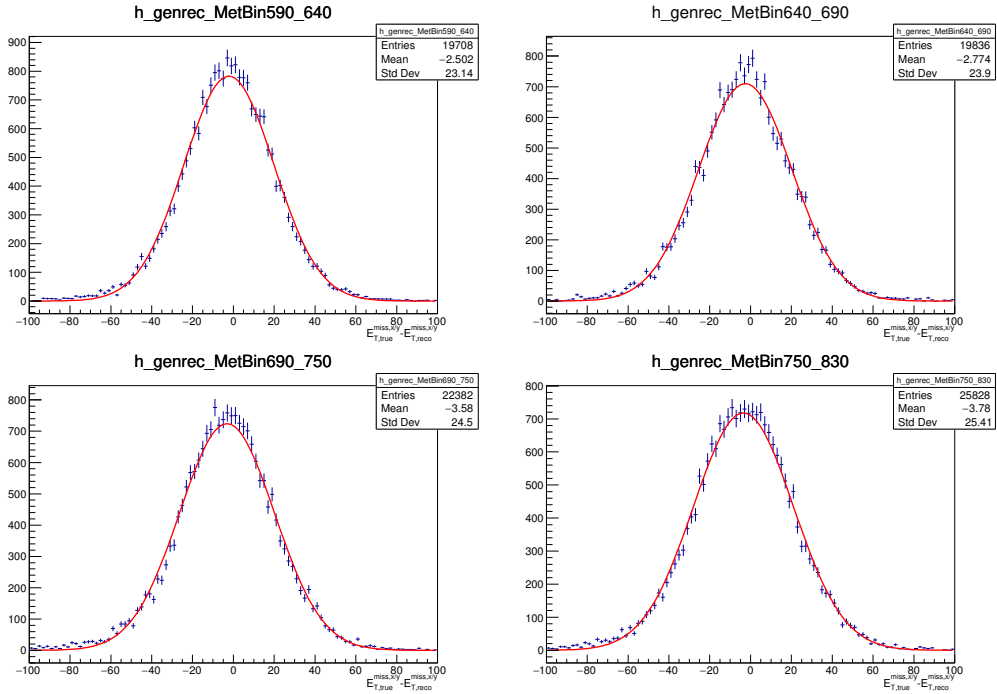 h_genrec_MetBin590_640
h_genrec_MetBin590_640
Entries 19708
Mean −2.502
Std Dev 23.14
900
800
700
600
500
400
300
200
100
0
−100 −80 −60 −40 −20 0 20 40 60 80 100
E_{T,true}^{miss,x/y}-E_{T,reco}^{miss,x/y}
h_genrec_MetBin640_690
h_genrec_MetBin640_690
Entries 19836
Mean −2.774
Std Dev 23.9
800
700
600
500
400
300
200
100
0
−100 −80 −60 −40 −20 0 20 40 60 80 100
E_{T,true}^{miss,x/y}-E_{T,reco}^{miss,x/y}
h_genrec_MetBin690_750
h_genrec_MetBin690_750
Entries 22382
Mean −3.58
Std Dev 24.5
800
700
600
500
400
300
200
100
0
−100 −80 −60 −40 −20 0 20 40 60 80 100
E_{T,true}^{miss,x/y}-E_{T,reco}^{miss,x/y}
h_genrec_MetBin750_830
h_genrec_MetBin750_830
Entries 25828
Mean −3.78
Std Dev 25.41
800
700
600
500
400
300
200
100
0
−100 −80 −60 −40 −20 0 20 40 60 80 100
E_{T,true}^{miss,x/y}-E_{T,reco}^{miss,x/y}